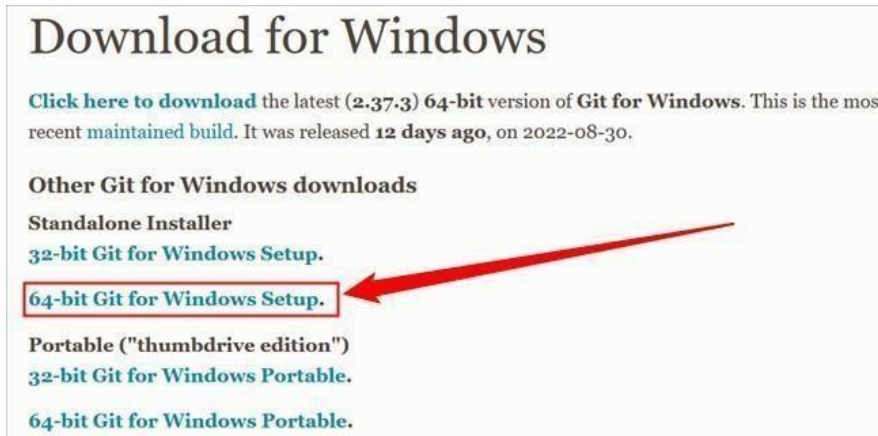 Download for Windows
Click here to download the latest (2.37.3) 64-bit version of Git for Windows. This is the mos
recent maintained build. It was released 12 days ago, on 2022-08-30.
Other Git for Windows downloads
Standalone Installer
32-bit Git for Windows Setup.
64-bit Git for Windows Setup.
Portable ("thumbdrive edition")
32-bit Git for Windows Portable.
64-bit Git for Windows Portable.